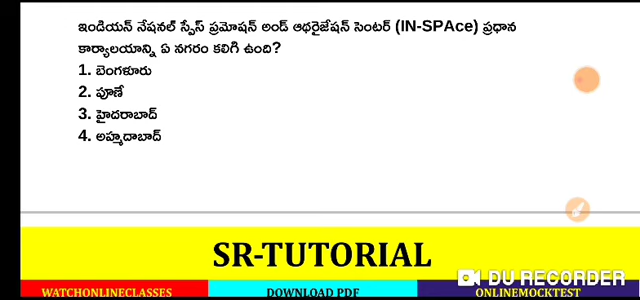 ఇండియన్ నేషనల్ స్పేస్ ప్రమోషన్ అండ్ ఆథరైజేషన్ సెంటర్ (IN-SPAce) ప్రధాన
కార్యాలయాన్ని ఏ నగరం కలిగి ఉంది?
1. బెంగళూరు
2. పూణే
3. హైదరాబాద్
4. అహ్మదాబాద్
SR-TUTORIAL
DU RECORDER
WATCHONLINECLASSES
DOWNLOAD PDF
ONLINEMOCKTEST